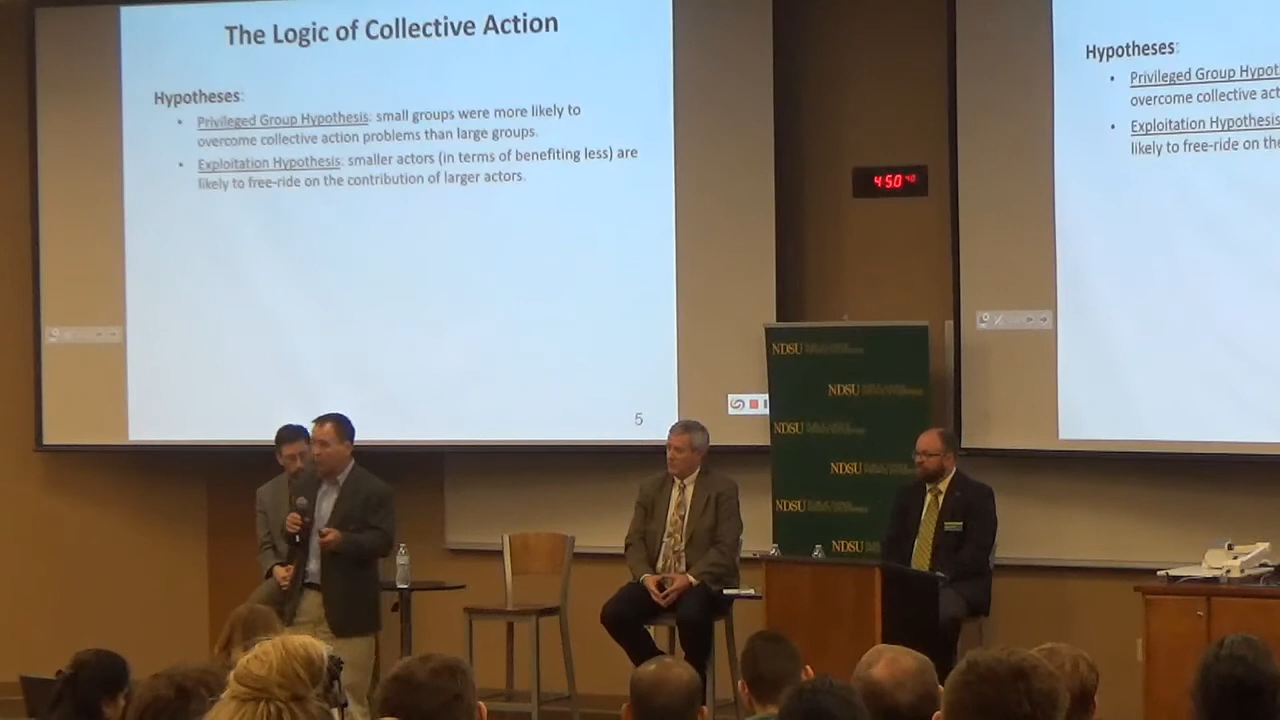 The Logic of Collective Action
Hypotheses:
• Privileged Group Hypothesis: small groups were more likely to
overcome collective action problems than large groups.
• Exploitation Hypothesis: smaller actors (in terms of benefiting less) are
likely to free-ride on the contribution of larger actors.
5
Hypotheses:
• Privileged Group Hypot
overcome collective act
• Exploitation Hypothesis
likely to free-ride on the
4 50 40
NDSU
NDSU
NDSU
NDSU
NDSU
NDSU